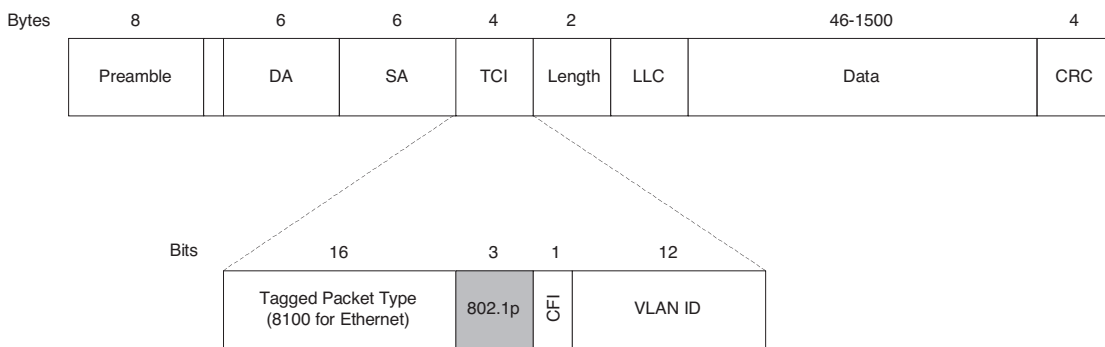 Bytes 8 6 6 4 2 46-1500 4
Preamble DA SA TCI Length LLC Data CRC
Bits 16 3 1 12
Tagged Packet Type
(8100 for Ethernet)
802.1p CFI VLAN ID